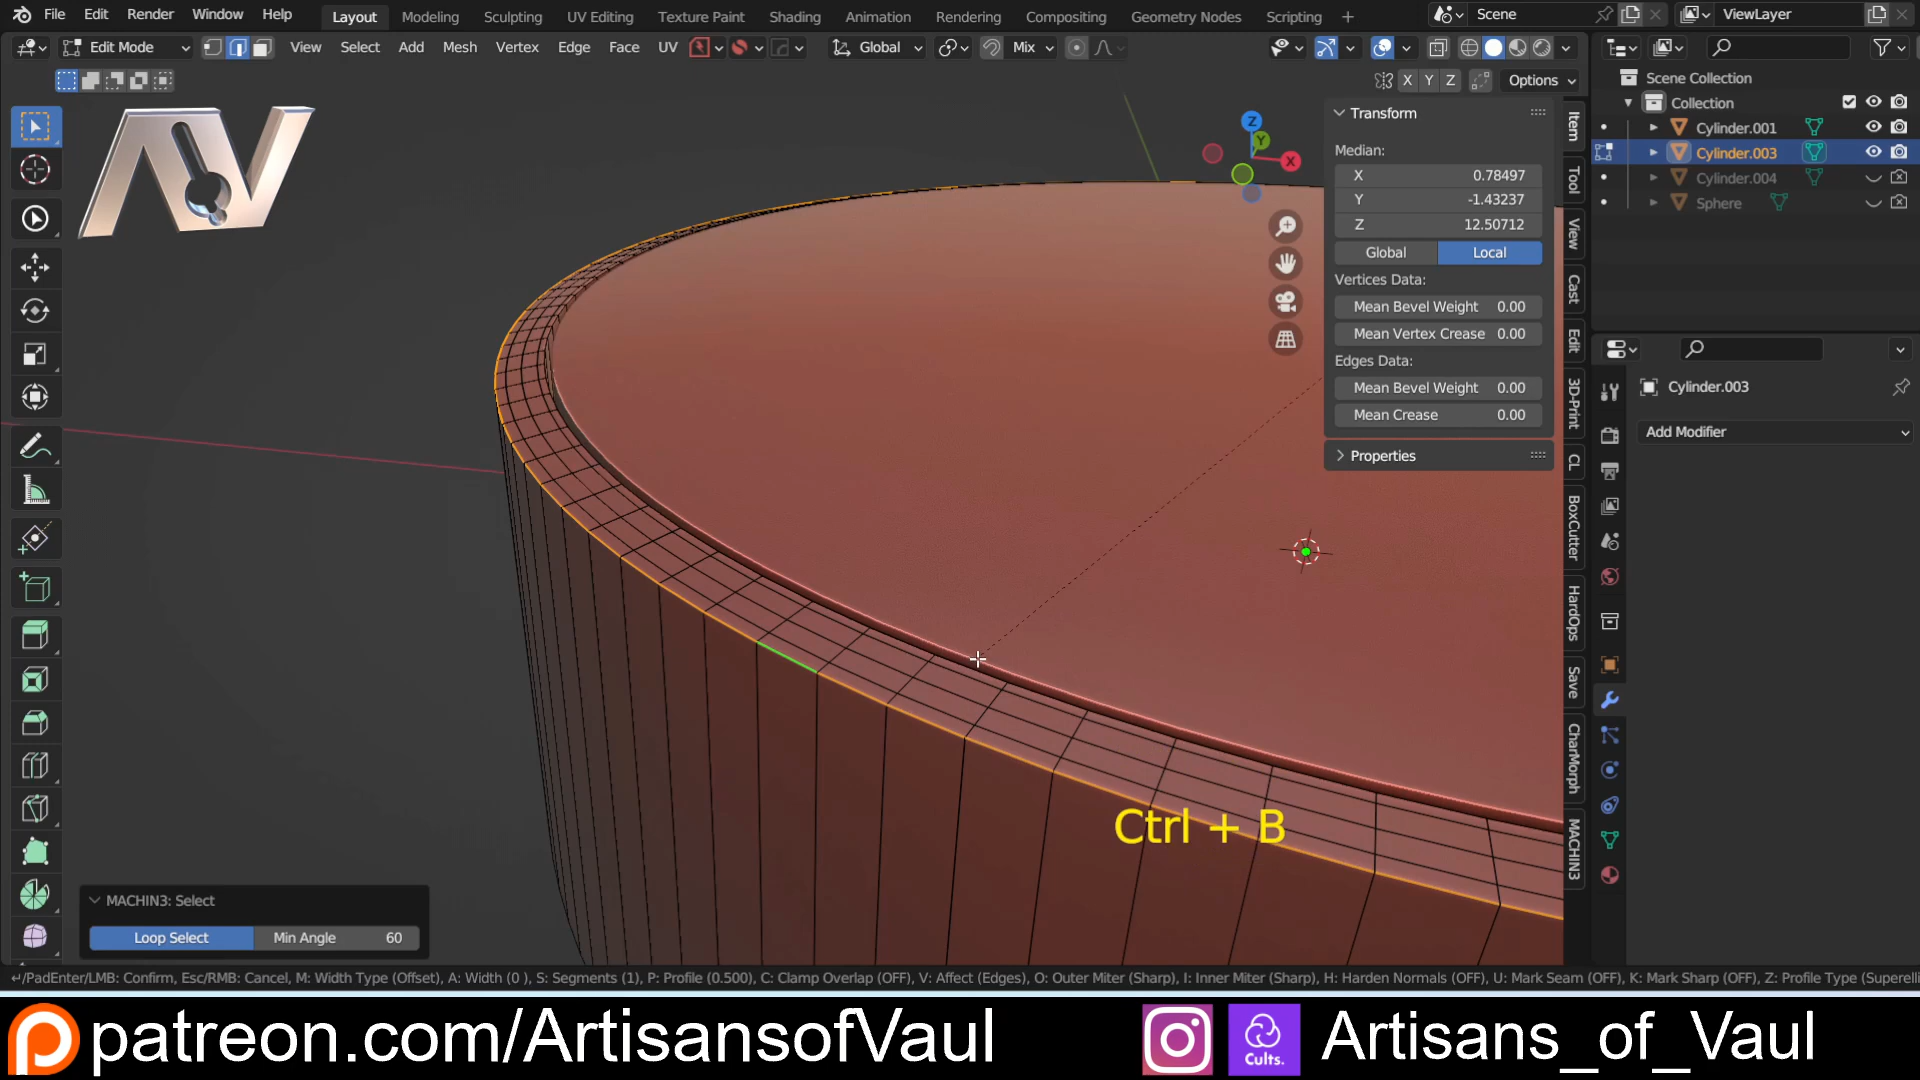 File Edit Render Window Help Layout Modeling Sculpting UV Editing Texture Paint Shading Animation Rendering Compositing Geometry Nodes Scripting + Scene ViewLayer
Edit Mode View Select Add Mesh Vertex Edge Face UV Global Mix
X Y Z Options
Scene Collection
Collection
Cylinder.001
Cylinder.003
Cylinder.004
Sphere
AV
Z
Y
X
Transform
Median:
X 0.78497
Y -1.43237
Z 12.50712
Global Local
Vertices Data:
Mean Bevel Weight 0.00
Mean Vertex Crease 0.00
Edges Data:
Mean Bevel Weight 0.00
Mean Crease 0.00
Properties
Item
Tool
View
Cast
Edit
3D-Print
CL
BoxCutter
HardOps
Save
CharMorph
MACHIN3
Cylinder.003
Add Modifier
Ctrl + B
MACHIN3: Select
Loop Select Min Angle 60
↵/PadEnter/LMB: Confirm, Esc/RMB: Cancel, M: Width Type (Offset), A: Width (0 ), S: Segments (1), P: Profile (0.500), C: Clamp Overlap (OFF), V: Affect (Edges), O: Outer Miter (Sharp), I: Inner Miter (Sharp), H: Harden Normals (OFF), U: Mark Seam (OFF), K: Mark Sharp (OFF), Z: Profile Type (Superelli
patreon.com/ArtisansofVaul
Cults.
Artisans_of_Vaul